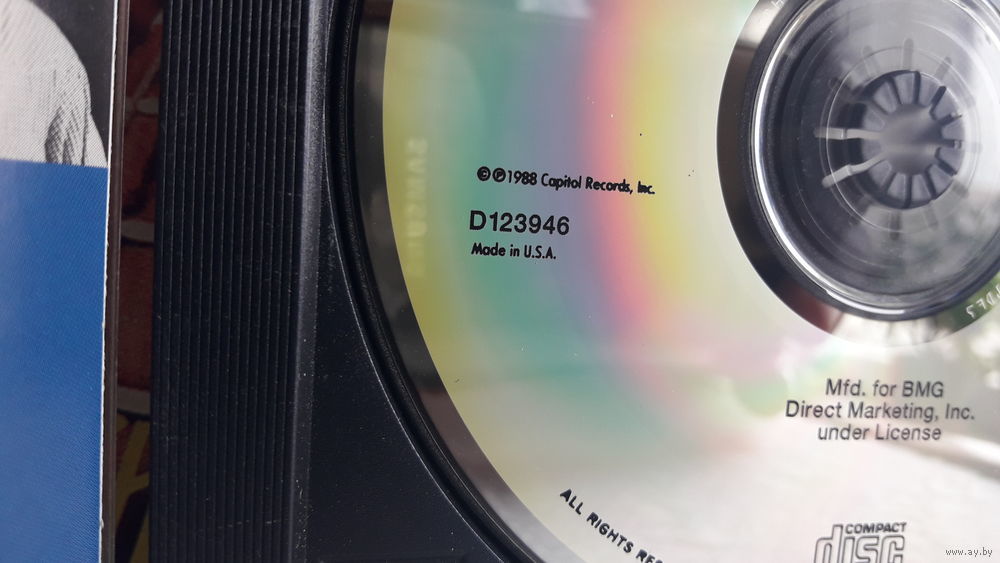 ©℗1988 Capitol Records, Inc.
D123946
Made in U.S.A.
Mfd. for BMG
Direct Marketing, Inc.
under License
ALL RIGHTS
COMPACT
disc
www.ay.by